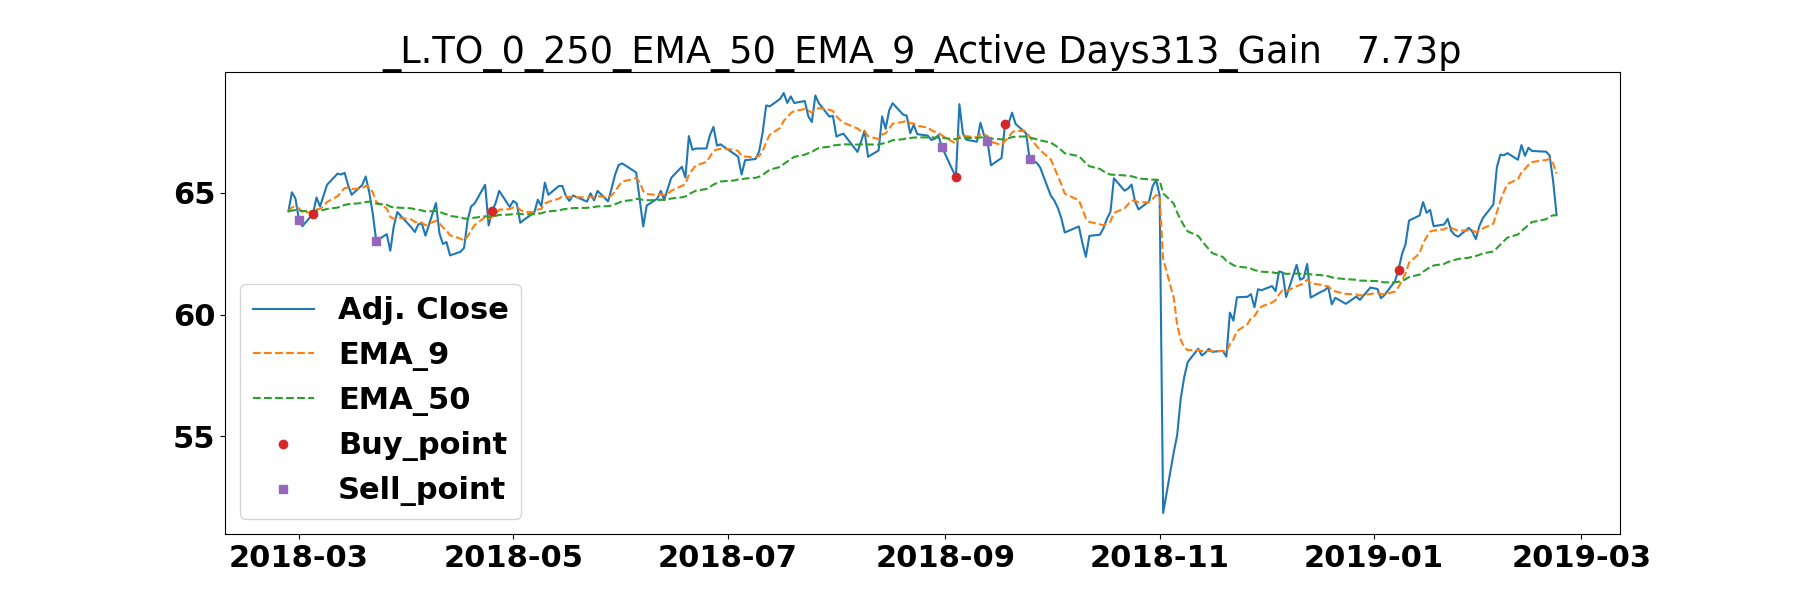 _L.TO_0_250_EMA_50_EMA_9_Active Days313_Gain   7.73p
65
60
55
Adj. Close
EMA_9
EMA_50
Buy_point
Sell_point
2018-03 2018-05 2018-07 2018-09 2018-11 2019-01 2019-03